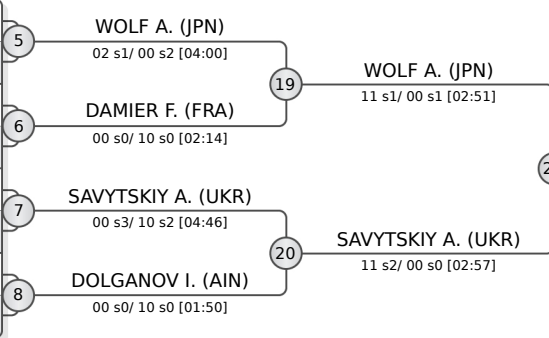 WOLF A. (JPN)
5
02 s1/ 00 s2 [04:00]
19
WOLF A. (JPN)
11 s1/ 00 s1 [02:51]
DAMIER F. (FRA)
6
00 s0/ 10 s0 [02:14]
SAVYTSKIY A. (UKR)
7
00 s3/ 10 s2 [04:46]
20
SAVYTSKIY A. (UKR)
11 s2/ 00 s0 [02:57]
DOLGANOV I. (AIN)
8
00 s0/ 10 s0 [01:50]